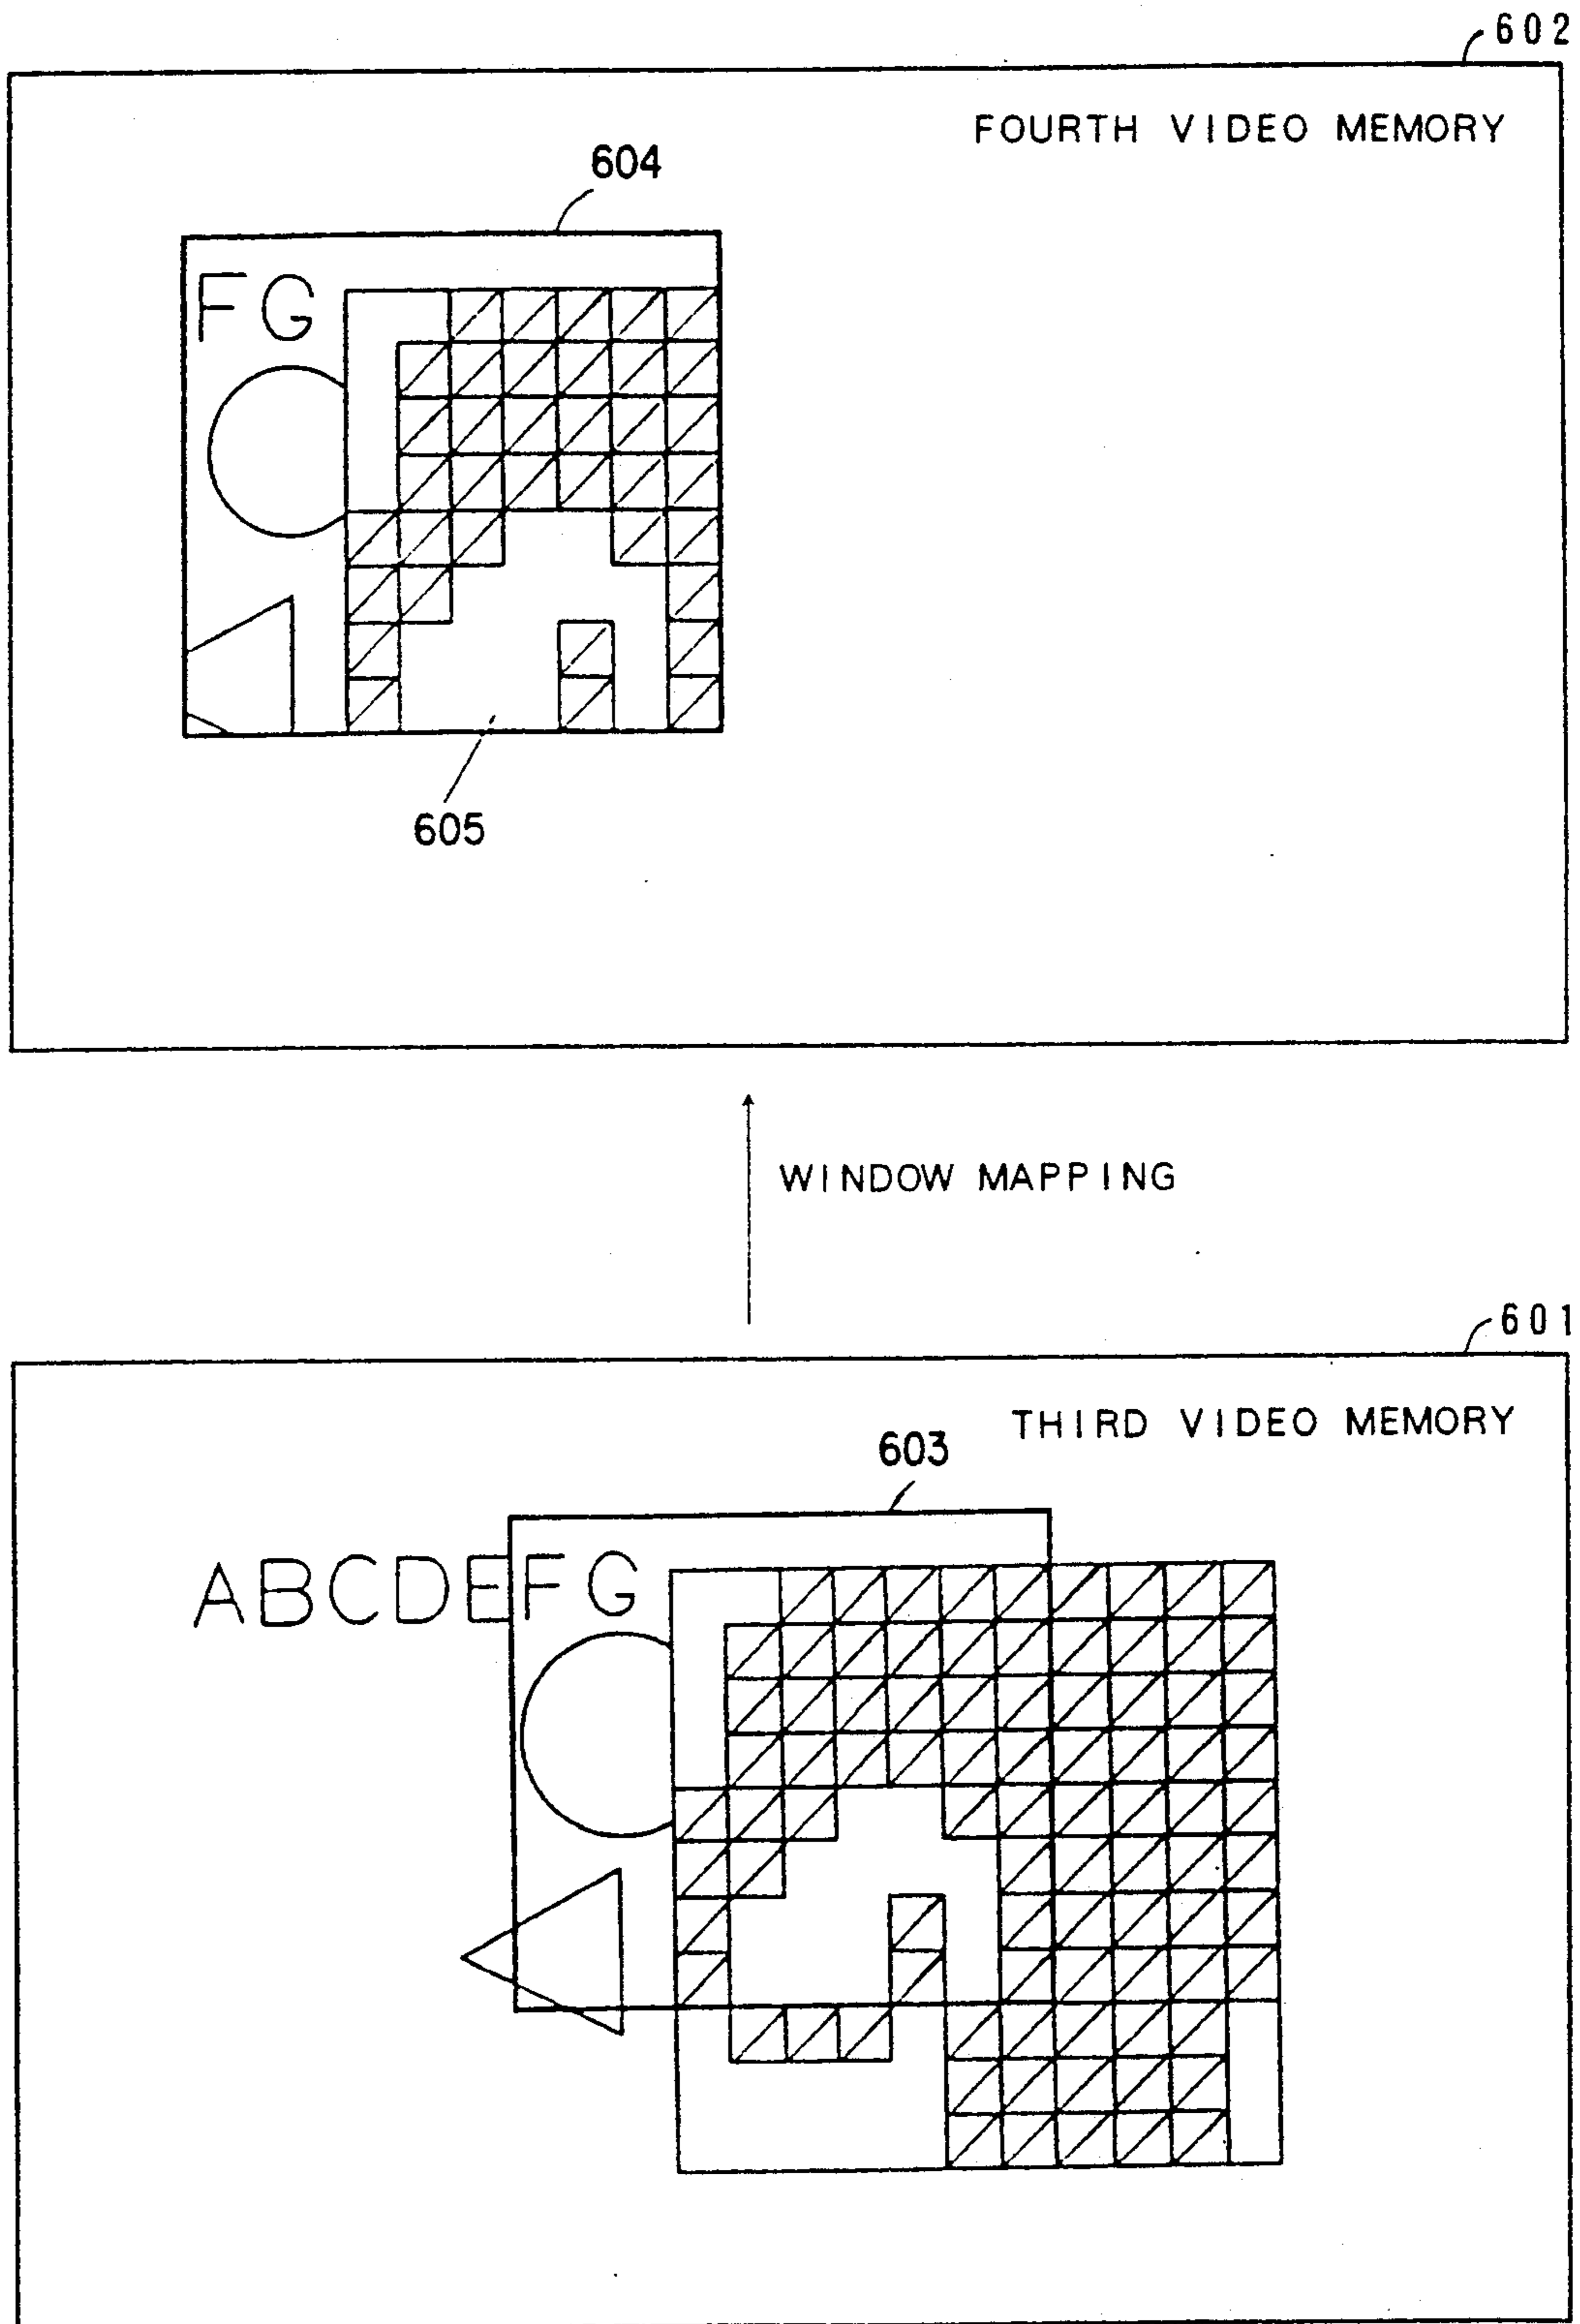 602
FOURTH VIDEO MEMORY
604
FG
605
WINDOW MAPPING
601
THIRD VIDEO MEMORY
603
ABCDEFG